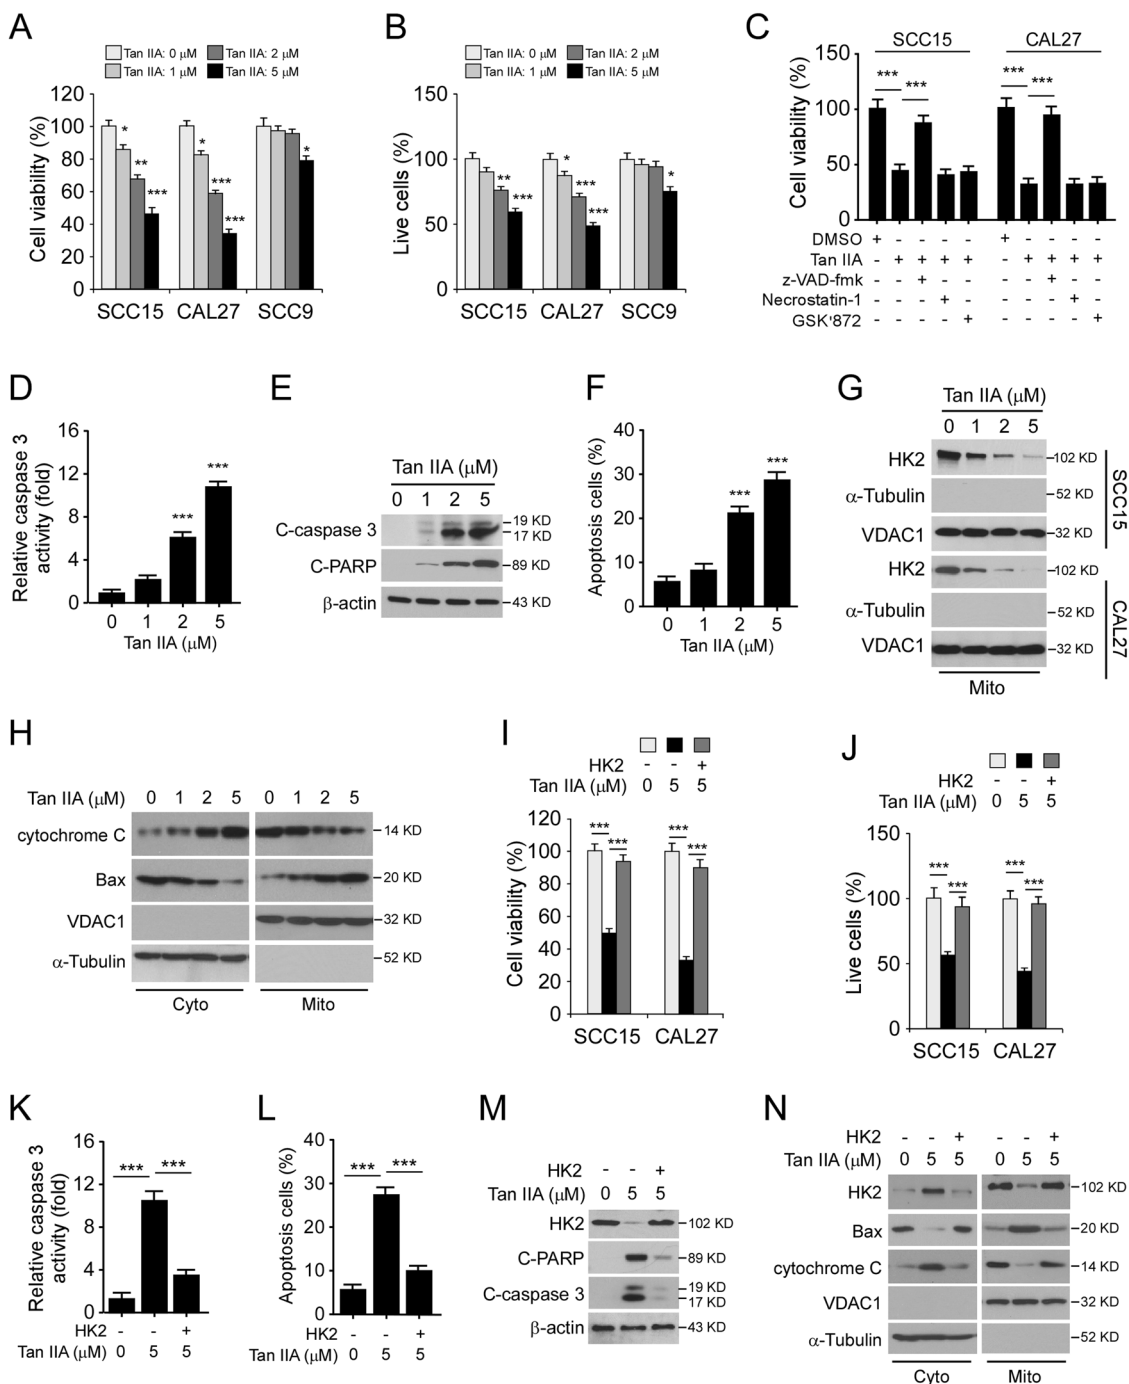 A
Tan IIA: 0 μM Tan IIA: 2 μM
Tan IIA: 1 μM Tan IIA: 5 μM
Cell viability (%)
120
100
80
60
40
20
0
* ** *** * *** *** *
SCC15 CAL27 SCC9
B
Tan IIA: 0 μM Tan IIA: 2 μM
Tan IIA: 1 μM Tan IIA: 5 μM
Live cells (%)
150
100
50
0
** *** * *** *** *
SCC15 CAL27 SCC9
C
SCC15 CAL27
Cell viability (%)
150
100
50
0
*** *** *** ***
DMSO + - - - - + - - - -
Tan IIA - + + + + - + + + +
z-VAD-fmk - - + - - - - + - -
Necrostatin-1 - - - + - - - - + -
GSK'872 - - - - + - - - - +
D
Relative caspase 3
activity (fold)
16
12
8
4
0
*** ***
0 1 2 5
Tan IIA (μM)
E
Tan IIA (μM)
0 1 2 5
C-caspase 3
19 KD
17 KD
C-PARP 89 KD
β-actin 43 KD
F
Apoptosis cells (%)
40
30
20
10
0
*** ***
0 1 2 5
Tan IIA (μM)
G
Tan IIA (μM)
0 1 2 5
HK2 102 KD
α-Tubulin 52 KD
VDAC1 32 KD
SCC15
HK2 102 KD
α-Tubulin 52 KD
VDAC1 32 KD
CAL27
Mito
H
Tan IIA (μM) 0 1 2 5 0 1 2 5
cytochrome C 14 KD
Bax 20 KD
VDAC1 32 KD
α-Tubulin 52 KD
Cyto Mito
I
HK2 - - +
Tan IIA (μM) 0 5 5
Cell viability (%)
120
100
80
60
40
20
0
*** *** *** ***
SCC15 CAL27
J
HK2 - - +
Tan IIA (μM) 0 5 5
Live cells (%)
150
100
50
0
*** *** *** ***
SCC15 CAL27
K
Relative caspase 3
activity (fold)
16
12
8
4
0
*** ***
HK2 - - +
Tan IIA (μM) 0 5 5
L
Apoptosis cells (%)
40
30
20
10
0
*** ***
HK2 - - +
Tan IIA (μM) 0 5 5
M
HK2 - - +
Tan IIA (μM) 0 5 5
HK2 102 KD
C-PARP 89 KD
C-caspase 3
19 KD
17 KD
β-actin 43 KD
N
HK2 - - + - - +
Tan IIA (μM) 0 5 5 0 5 5
HK2 102 KD
Bax 20 KD
cytochrome C 14 KD
VDAC1 32 KD
α-Tubulin 52 KD
Cyto Mito